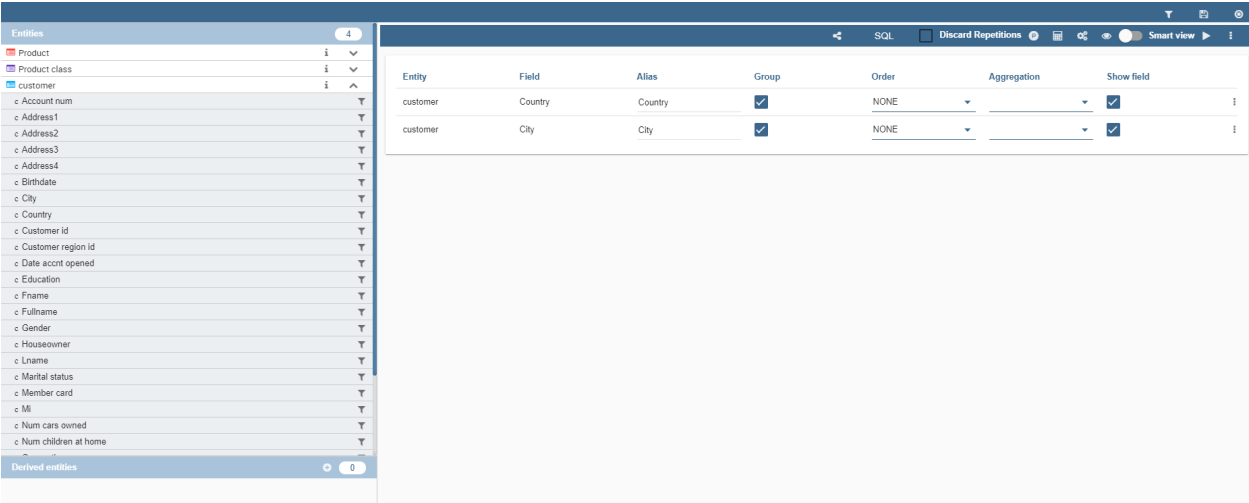 Entities 4
SQL Discard Repetitions Smart view
Product
Product class
customer
c Account num
c Address1
c Address2
c Address3
c Address4
c Birthdate
c City
c Country
c Customer id
c Customer region id
c Date accnt opened
c Education
c Fname
c Fullname
c Gender
c Houseowner
c Lname
c Marital status
c Member card
c Mi
c Num cars owned
c Num children at home
Derived entities 0
Entity Field Alias Group Order Aggregation Show field
customer Country Country NONE
customer City City NONE